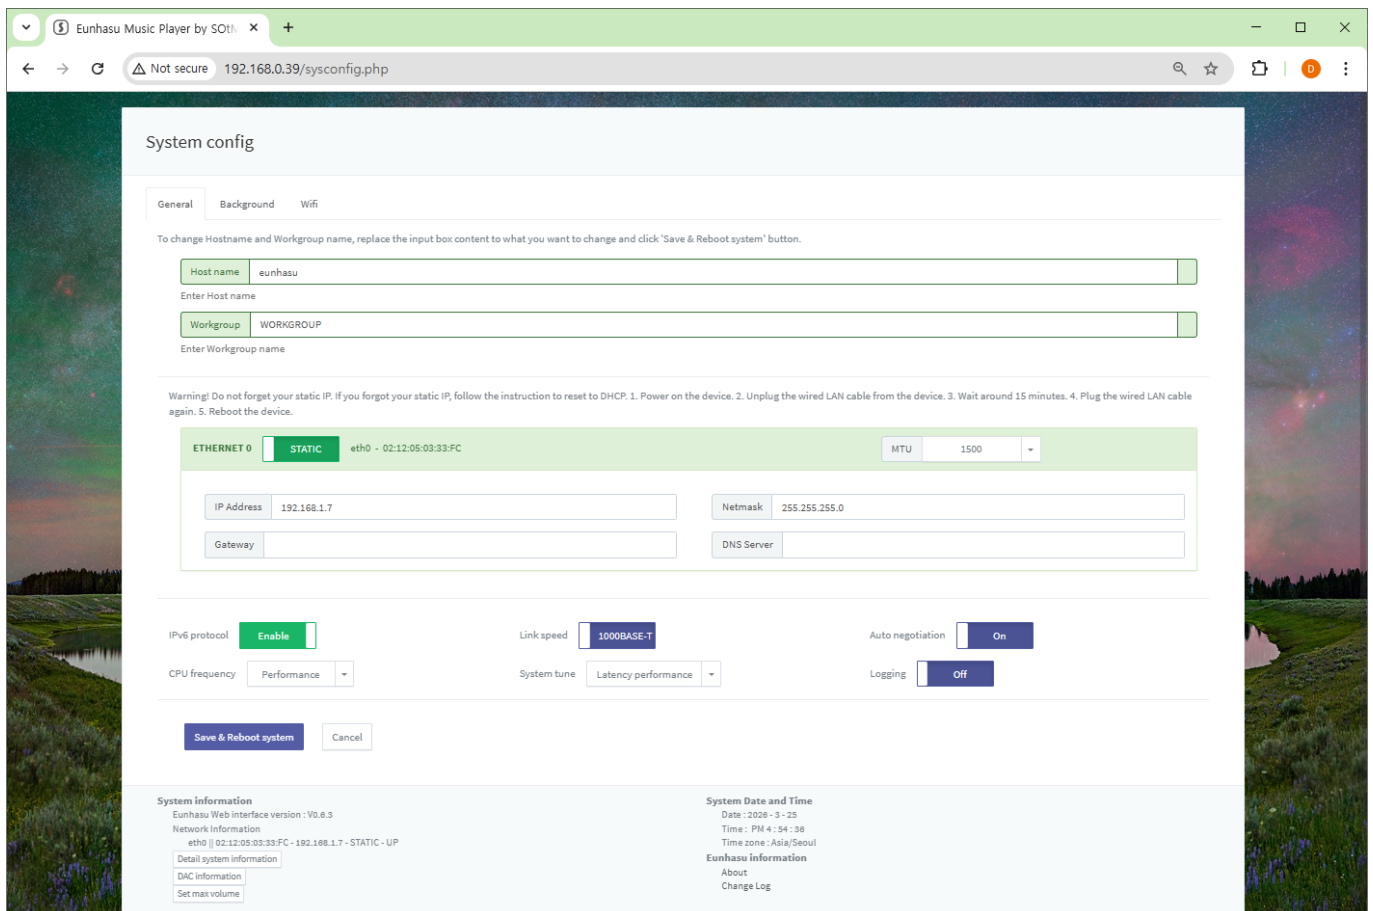 Eunhasu Music Player by SOtM
Not secure 192.168.0.39/sysconfig.php
D
System config
General Background Wifi
To change Hostname and Workgroup name, replace the input box content to what you want to change and click 'Save & Reboot system' button.
Host name eunhasu
Enter Host name
Workgroup WORKGROUP
Enter Workgroup name
Warning! Do not forget your static IP. If you forgot your static IP, follow the instruction to reset to DHCP. 1. Power on the device. 2. Unplug the wired LAN cable from the device. 3. Wait around 15 minutes. 4. Plug the wired LAN cable
again. 5. Reboot the device.
ETHERNET 0 STATIC eth0 - 02:12:05:03:33:FC MTU 1500
IP Address 192.168.1.7 Netmask 255.255.255.0
Gateway DNS Server
IPv6 protocol Enable Link speed 1000BASE-T Auto negotiation On
CPU frequency Performance System tune Latency performance Logging Off
Save & Reboot system Cancel
System information
Eunhasu Web interface version : V0.6.3
Network Information
eth0 || 02:12:05:03:33:FC - 192.168.1.7 - STATIC - UP
Detail system information
DAC information
Set max volume
System Date and Time
Date : 2026 - 3 - 25
Time : PM 4 : 54 : 36
Time zone : Asia/Seoul
Eunhasu information
About
Change Log